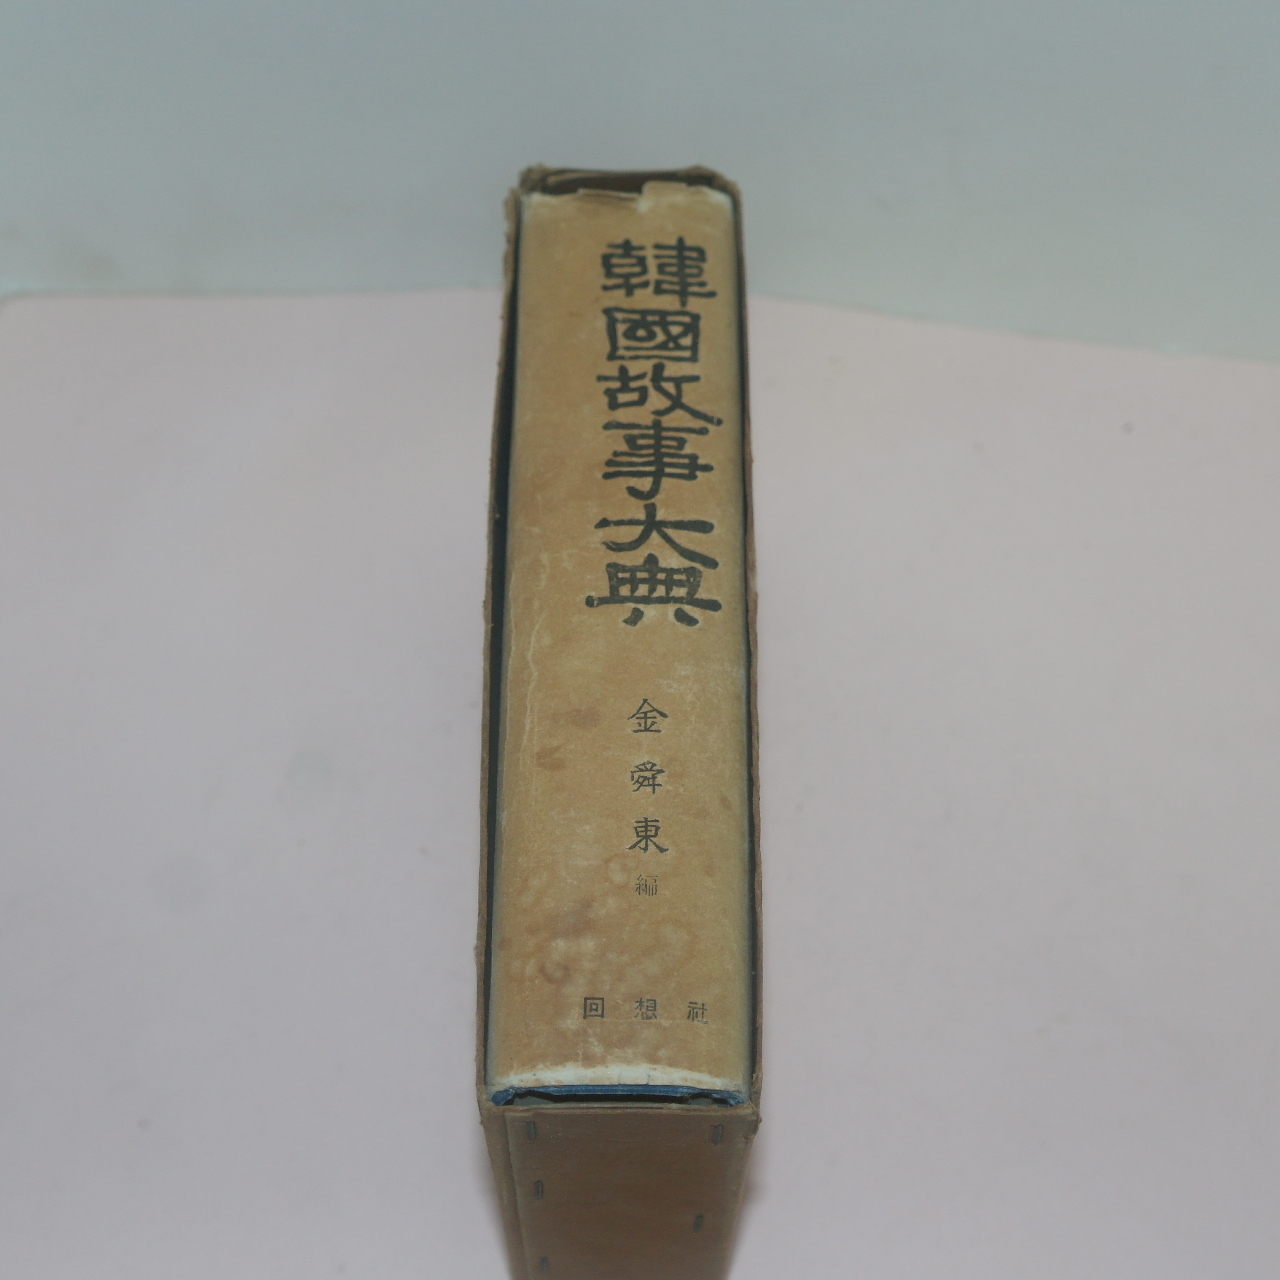 韓國故事大典
金舜東 編
回想社